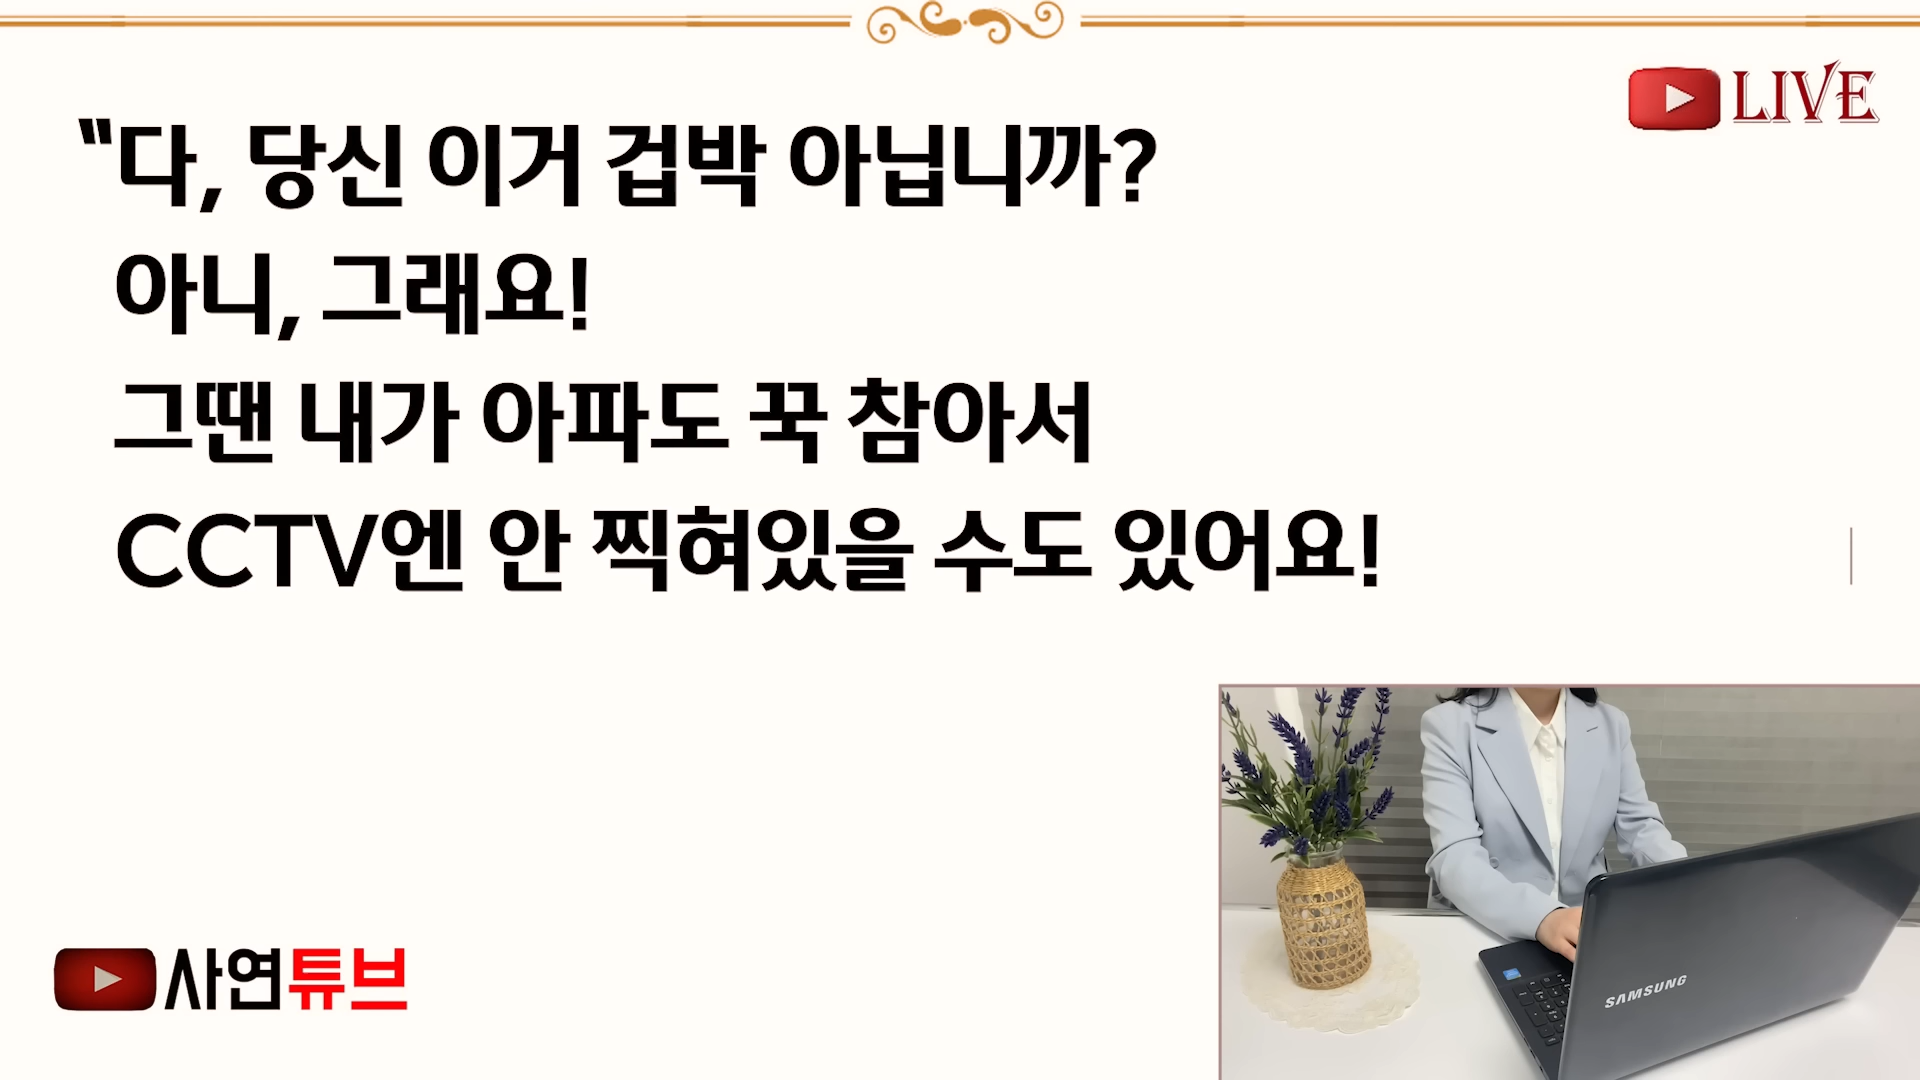 LIVE
"다, 당신 이거 겁박 아닙니까?
아니, 그래요!
그땐 내가 아파도 꾹 참아서
CCTV엔 안 찍혀있을 수도 있어요!
사연튜브
SAMSUNG